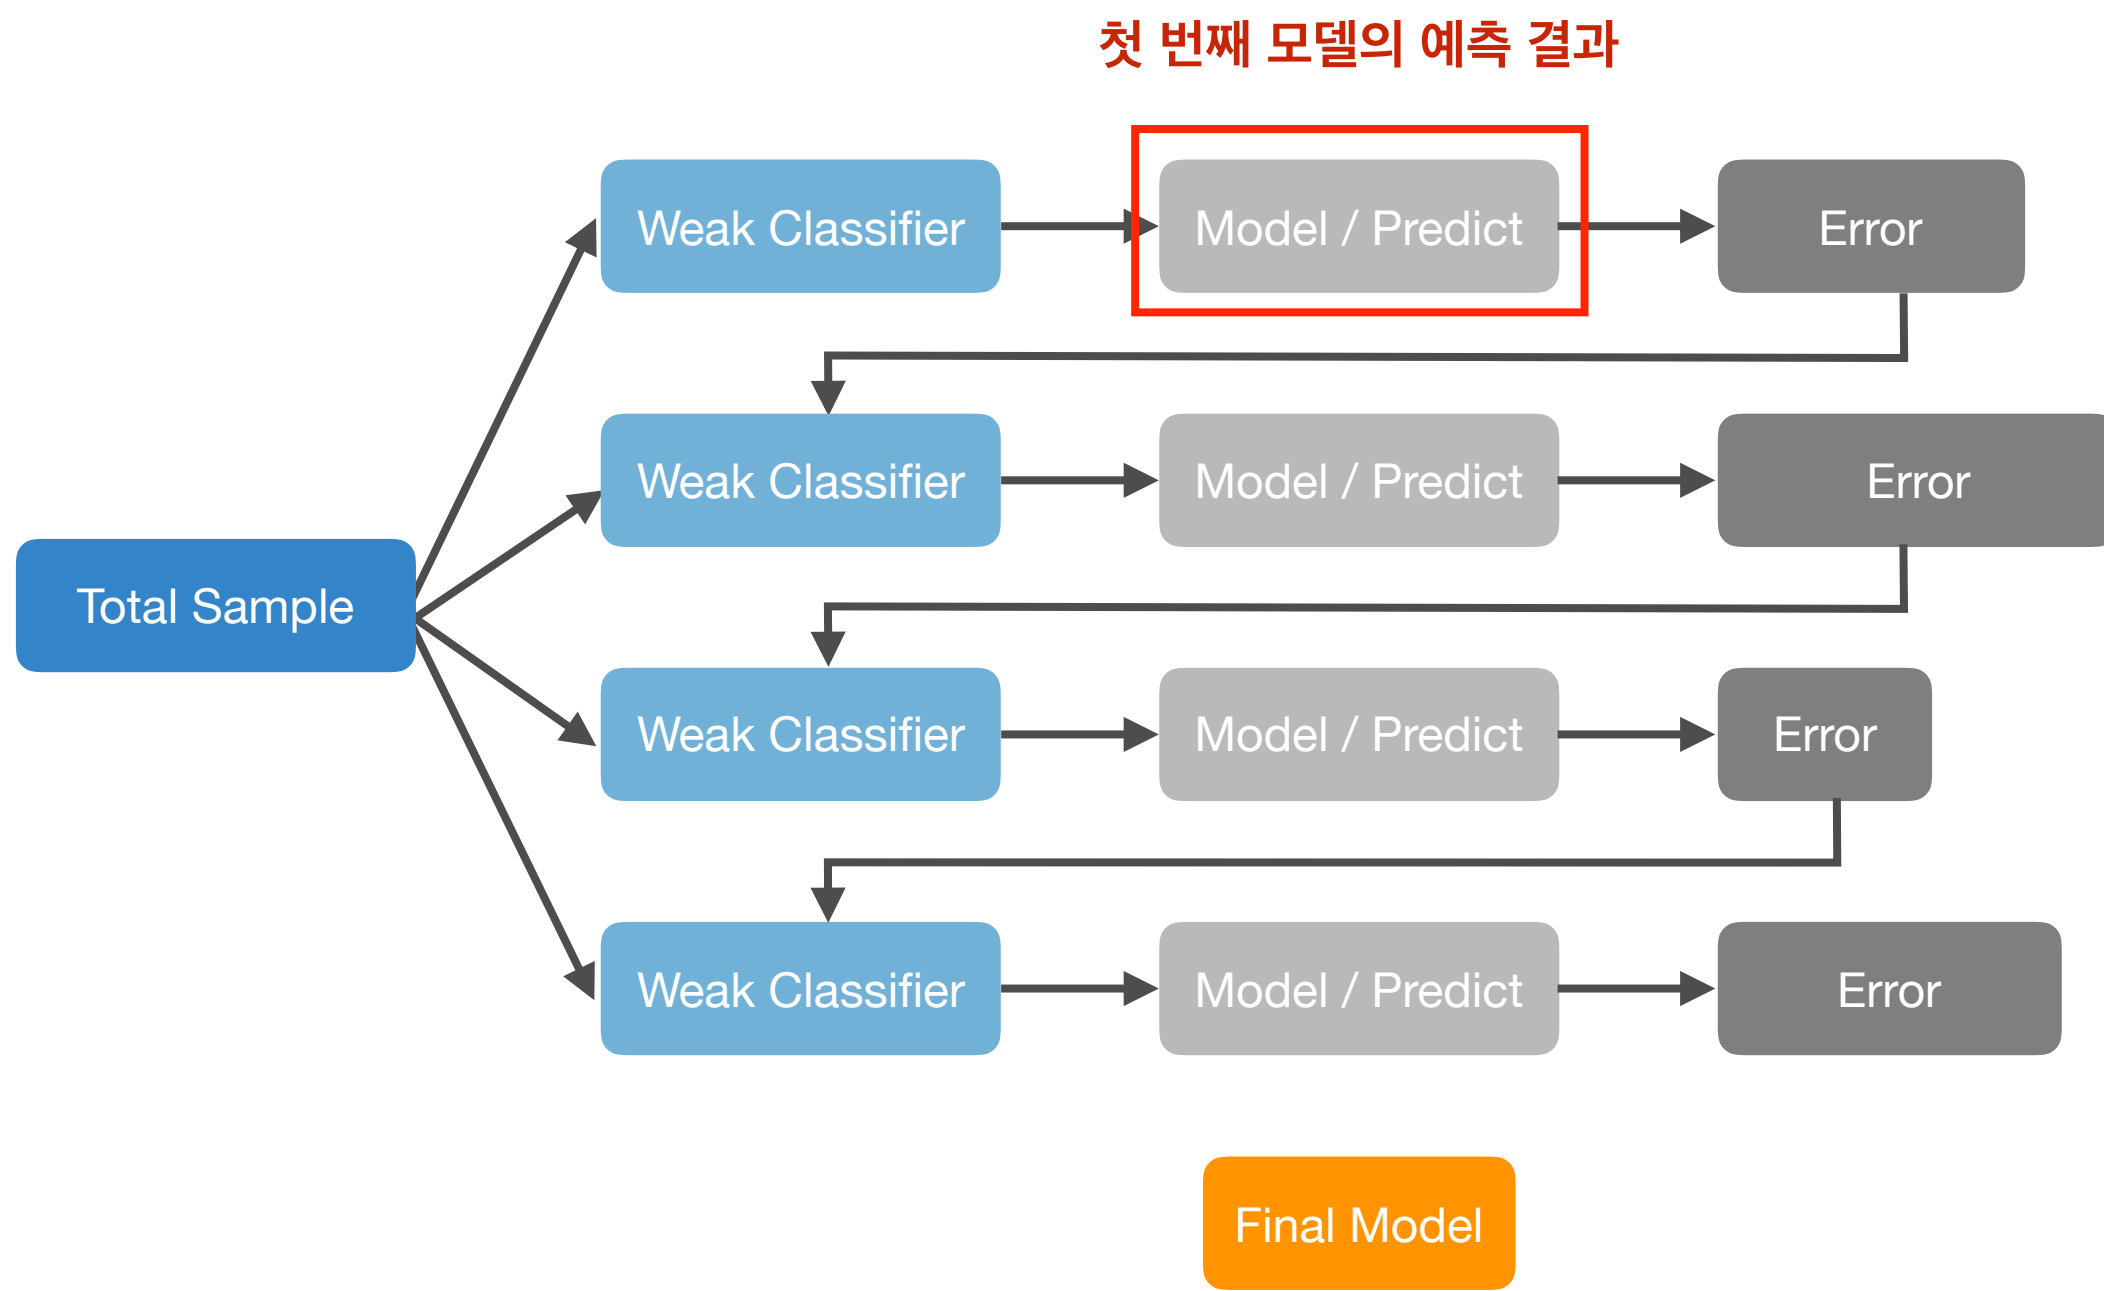 첫 번째 모델의 예측 결과
Weak Classifier
Model / Predict
Error
Weak Classifier
Model / Predict
Error
Total Sample
Weak Classifier
Model / Predict
Error
Weak Classifier
Model / Predict
Error
Final Model